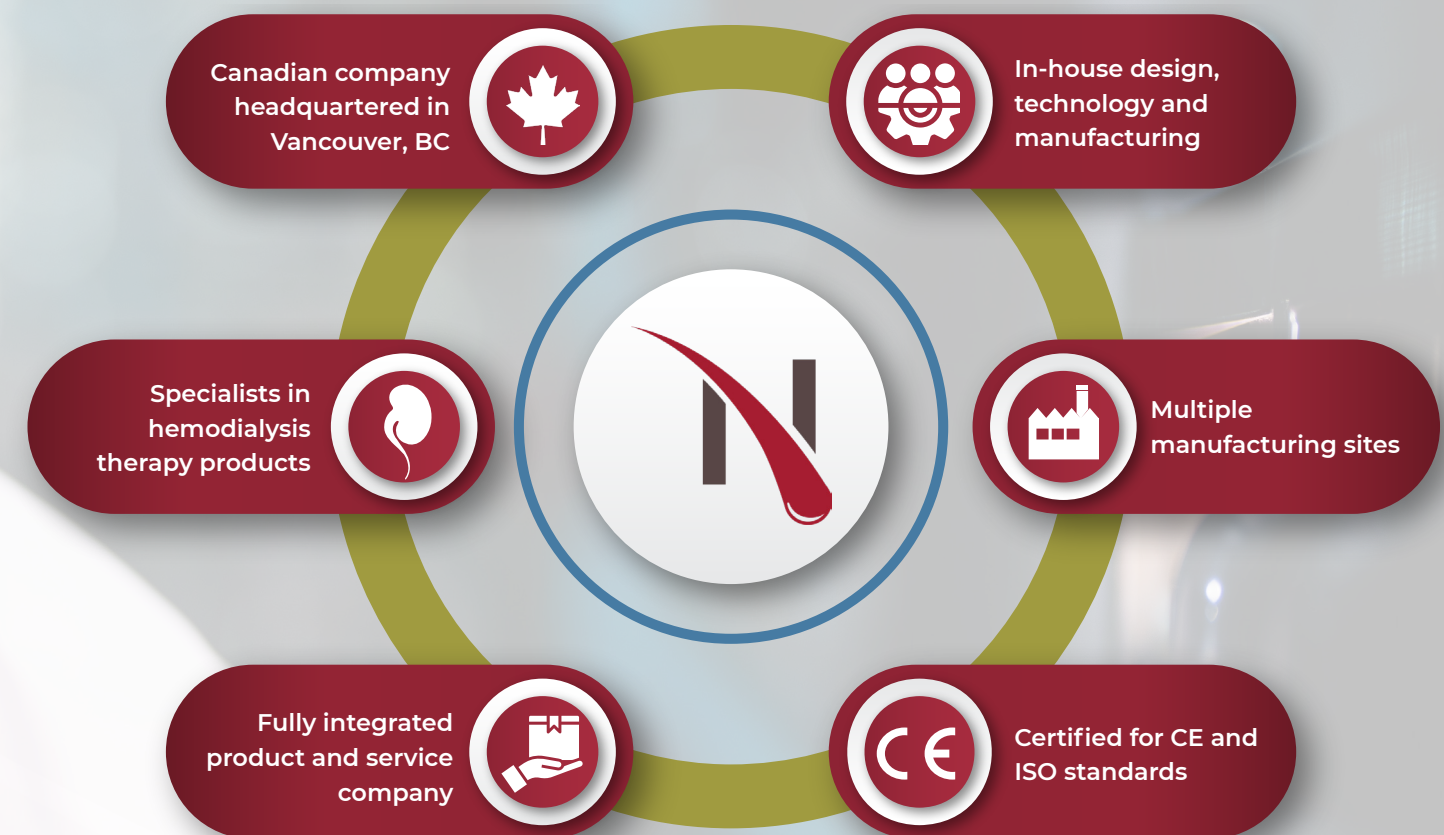 Canadian company
headquartered in
Vancouver, BC
In-house design,
technology and
manufacturing
Specialists in
hemodialysis
therapy products
N
Multiple
manufacturing sites
Fully integrated
product and service
company
CE
Certified for CE and
ISO standards